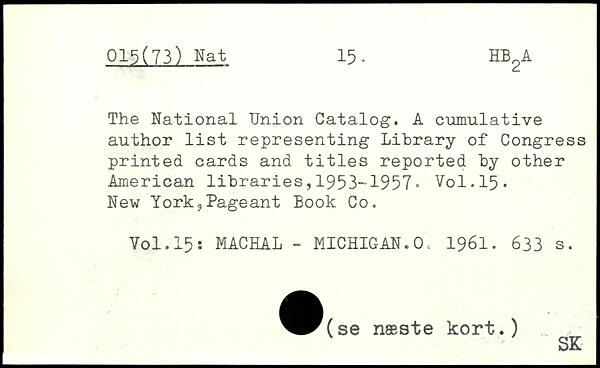 015(73) Nat 15. HB2A
The National Union Catalog. A cumulative
author list representing Library of Congress
printed cards and titles reported by other
American libraries,1953-1957. Vol.15.
New York,Pageant Book Co.
Vol.15: MACHAL - MICHIGAN.O. 1961. 633 s.
(se næste kort.)
SK